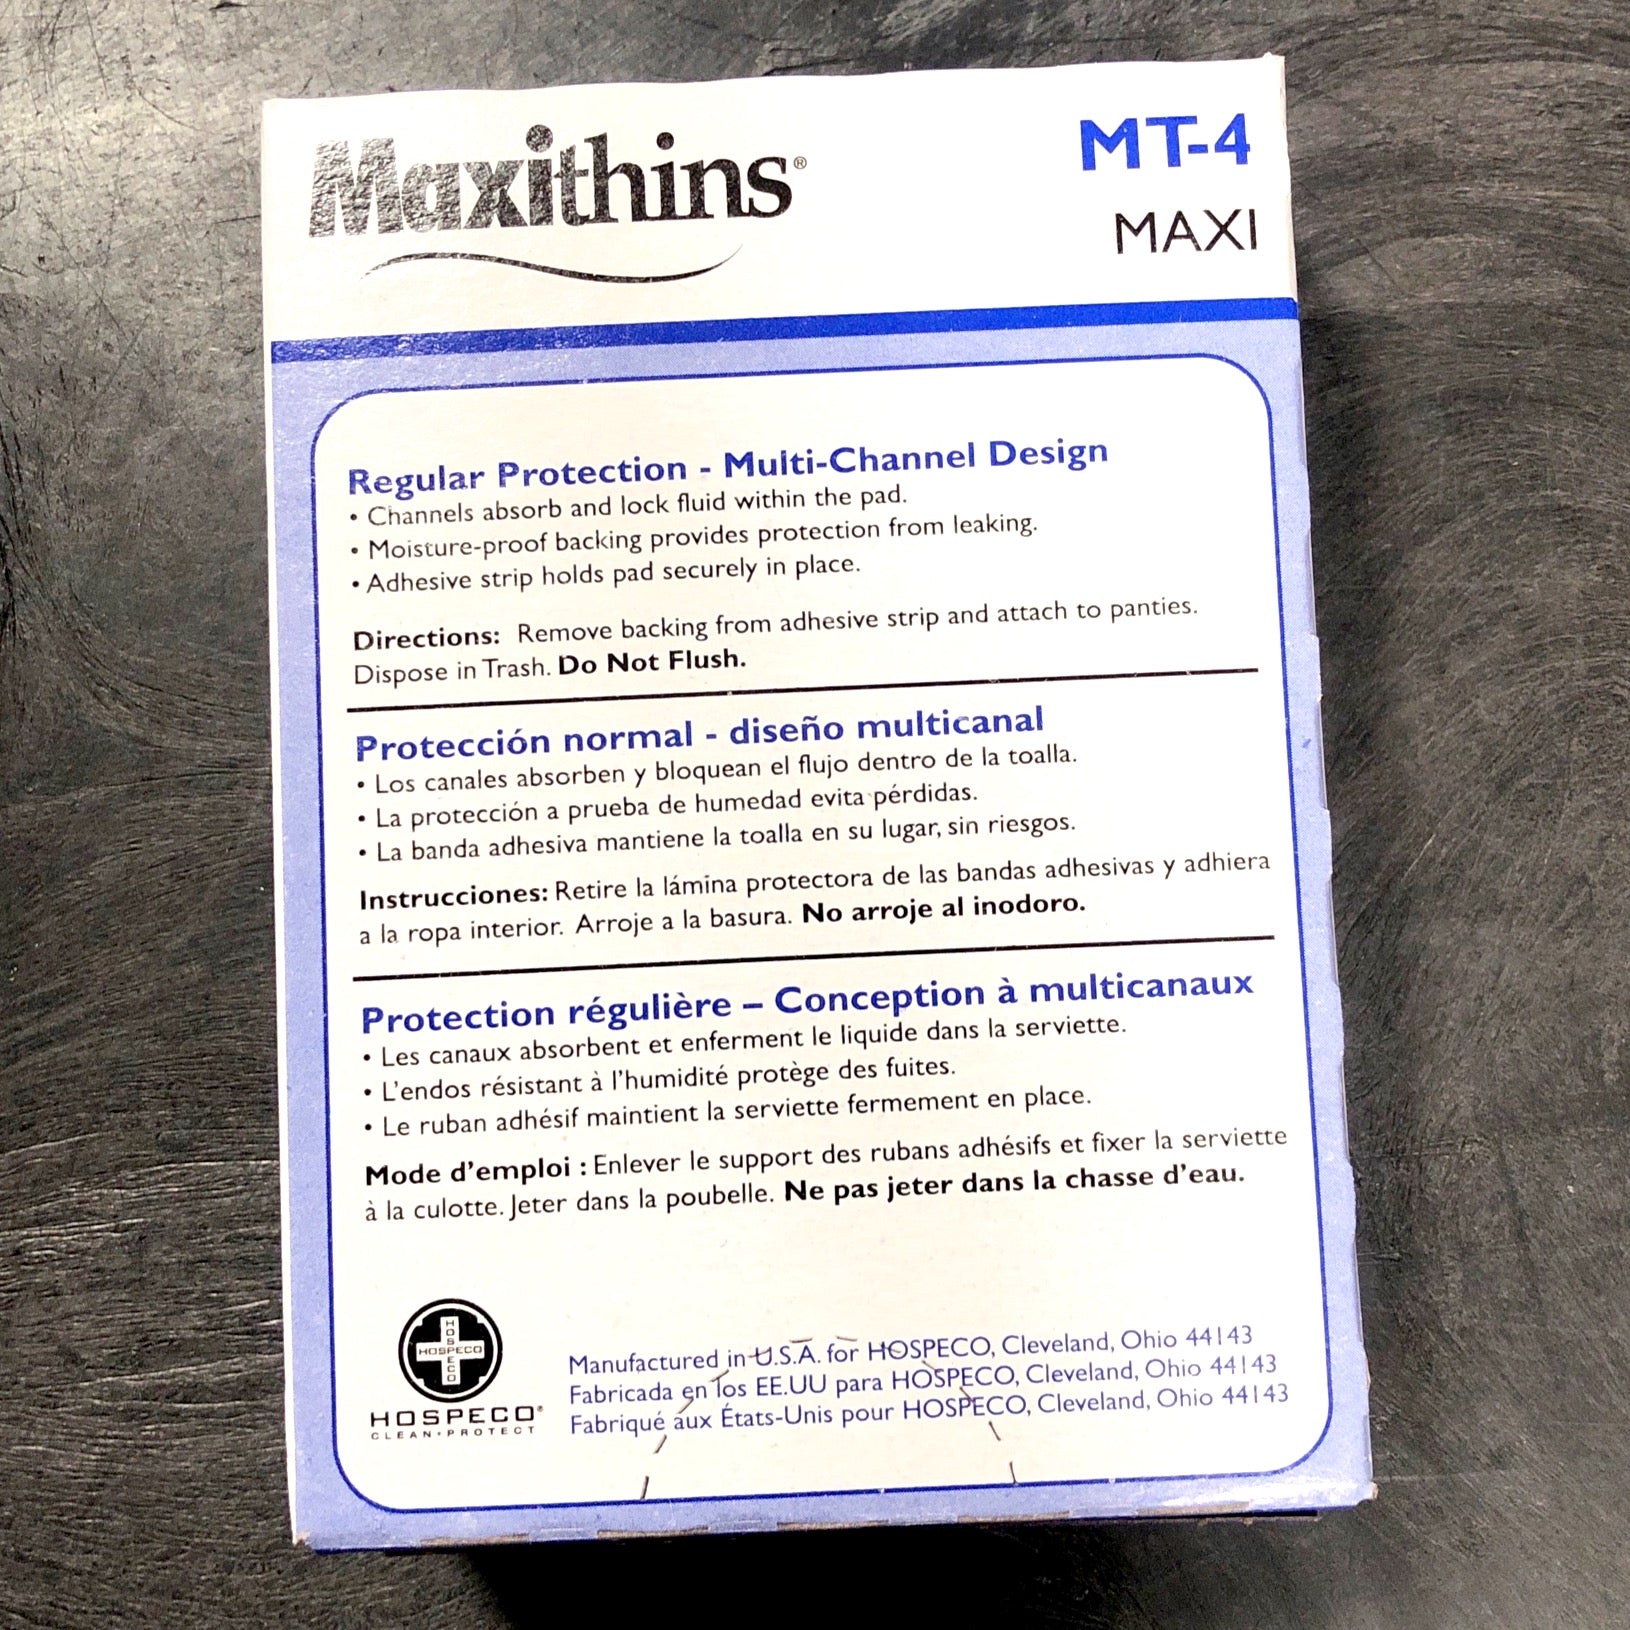 Maxithins®
MT-4
MAXI
Regular Protection - Multi-Channel Design
• Channels absorb and lock fluid within the pad.
• Moisture-proof backing provides protection from leaking.
• Adhesive strip holds pad securely in place.
Directions: Remove backing from adhesive strip and attach to panties.
Dispose in Trash. Do Not Flush.
Protección normal - diseño multicanal
• Los canales absorben y bloquean el flujo dentro de la toalla.
• La protección a prueba de humedad evita pérdidas.
• La banda adhesiva mantiene la toalla en su lugar, sin riesgos.
Instrucciones: Retire la lámina protectora de las bandas adhesivas y adhiera
a la ropa interior. Arroje a la basura. No arroje al inodoro.
Protection régulière – Conception à multicanaux
• Les canaux absorbent et enferment le liquide dans la serviette.
• L'endos résistant à l'humidité protège des fuites.
• Le ruban adhésif maintient la serviette fermement en place.
Mode d'emploi : Enlever le support des rubans adhésifs et fixer la serviette
à la culotte. Jeter dans la poubelle. Ne pas jeter dans la chasse d'eau.
HOSPECO
HOSPECO
HOSPECO®
CLEAN•PROTECT
Manufactured in U.S.A. for HOSPECO, Cleveland, Ohio 44143
Fabricada en los EE.UU para HOSPECO, Cleveland, Ohio 44143
Fabriqué aux États-Unis pour HOSPECO, Cleveland, Ohio 44143